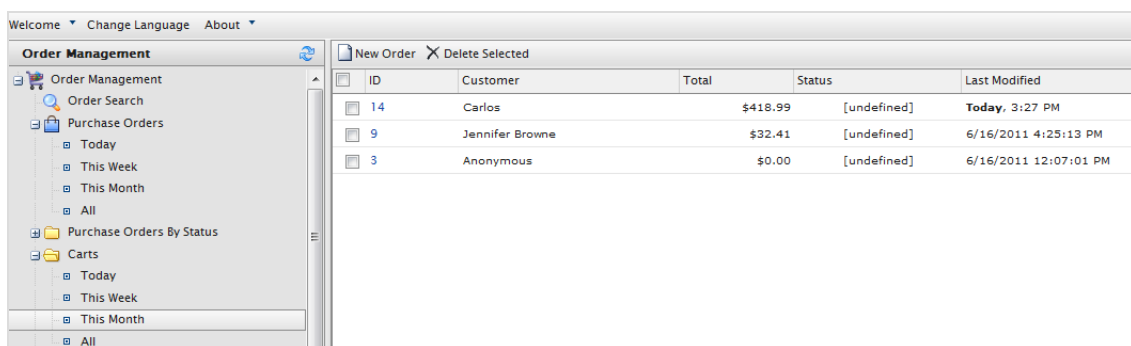 Welcome Change Language About
Order Management
New Order Delete Selected
Order Management
Order Search
Purchase Orders
Today
This Week
This Month
All
Purchase Orders By Status
Carts
Today
This Week
This Month
All
ID Customer Total Status Last Modified
14 Carlos $418.99 [undefined] Today, 3:27 PM
9 Jennifer Browne $32.41 [undefined] 6/16/2011 4:25:13 PM
3 Anonymous $0.00 [undefined] 6/16/2011 12:07:01 PM